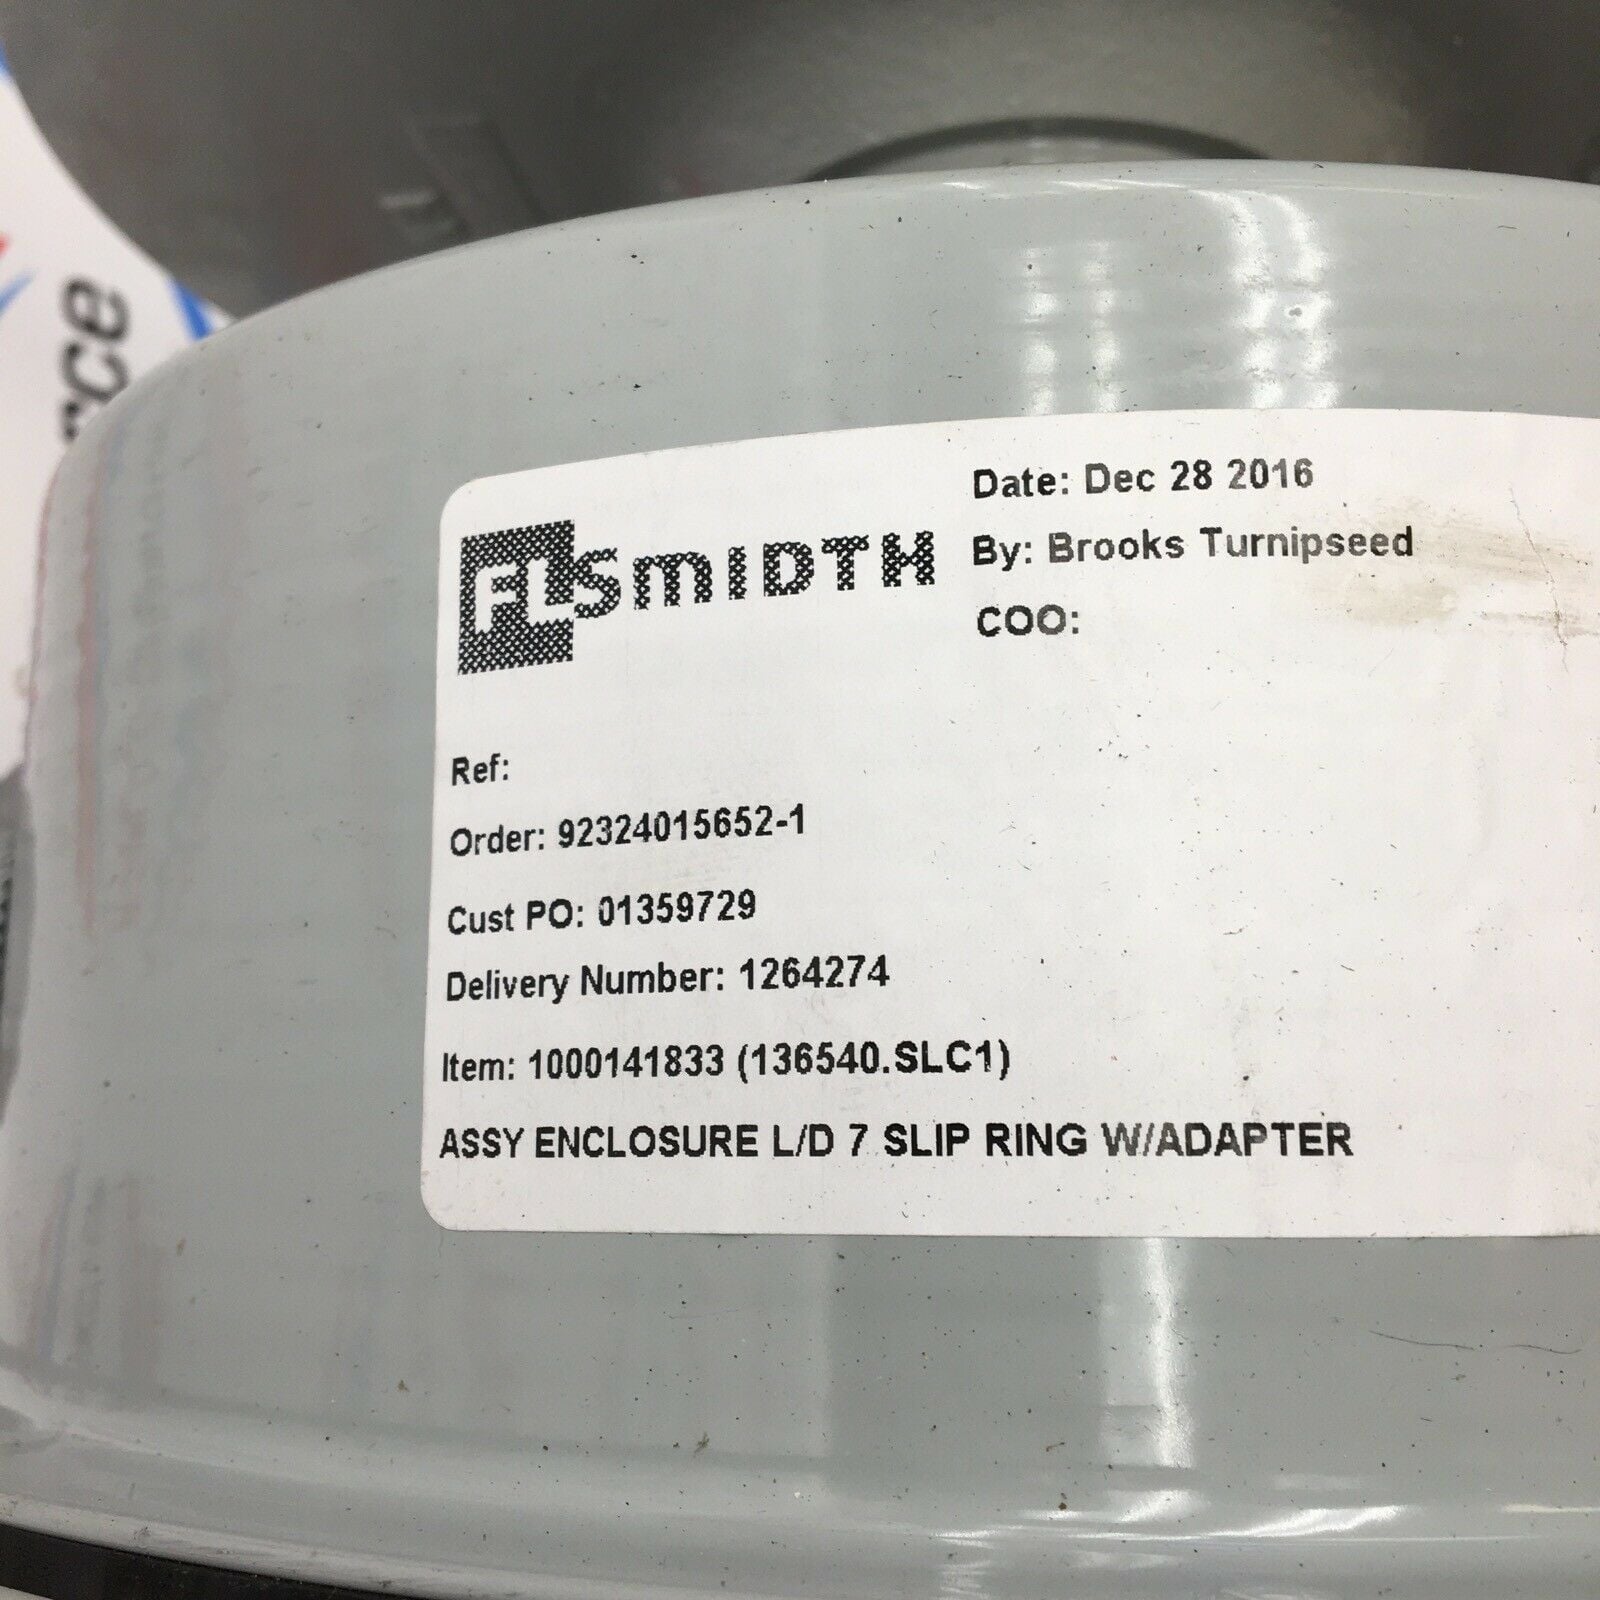 FLSMIDTH
Date: Dec 28 2016
By: Brooks Turnipseed
COO:
Ref:
Order: 92324015652-1
Cust PO: 01359729
Delivery Number: 1264274
Item: 1000141833 (136540.SLC1)
ASSY ENCLOSURE L/D 7 SLIP RING W/ADAPTER
rce